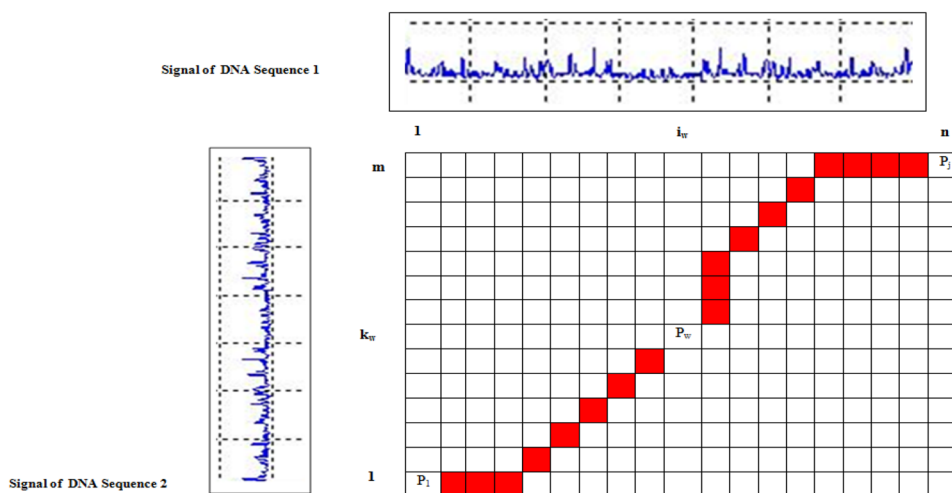 Signal of DNA Sequence 1
1 i_w n
m P_j
k_w P_w
1 P_1
Signal of DNA Sequence 2